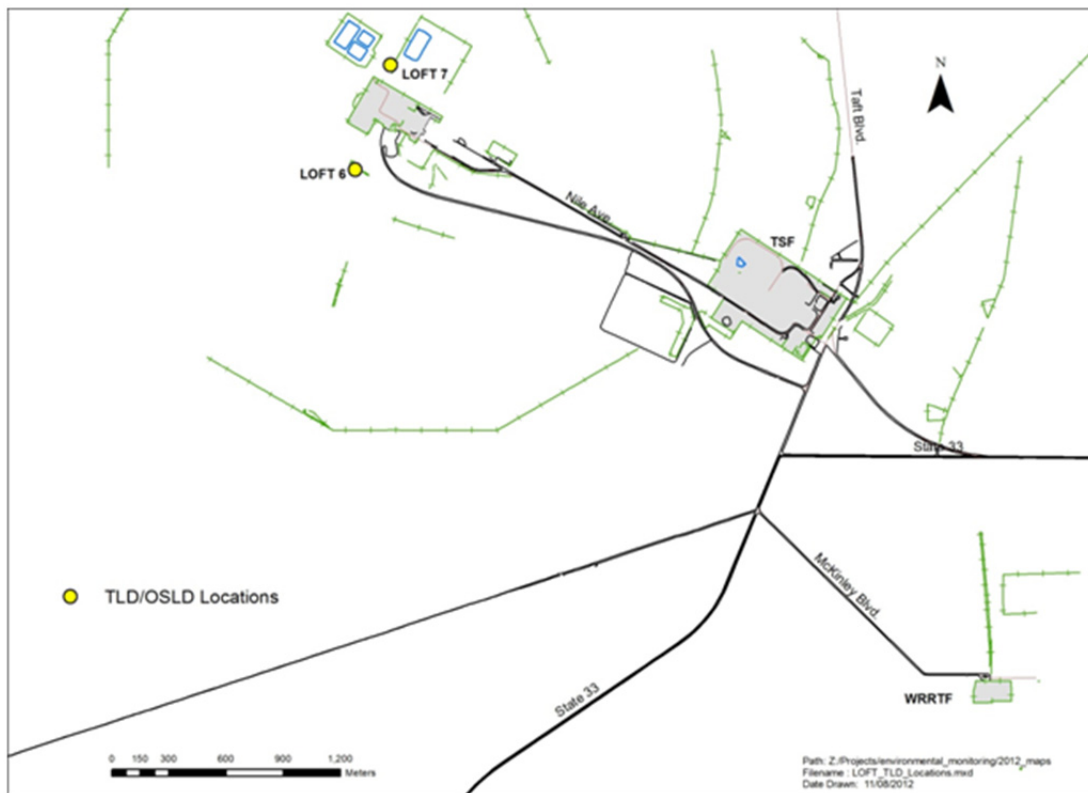 LOFT 7
N
Taft Blvd.
LOFT 6
Nile Ave
TSF
State 33
TLD/OSLD Locations
McKinley Blvd.
State 33
WRRTF
0 150 300 600 900 1,200
Meters
Path: Z:/Projects/environmental_monitoring/2012_maps
Filename : LOFT_TLD_Locations.mxd
Date Drawn: 11/08/2012